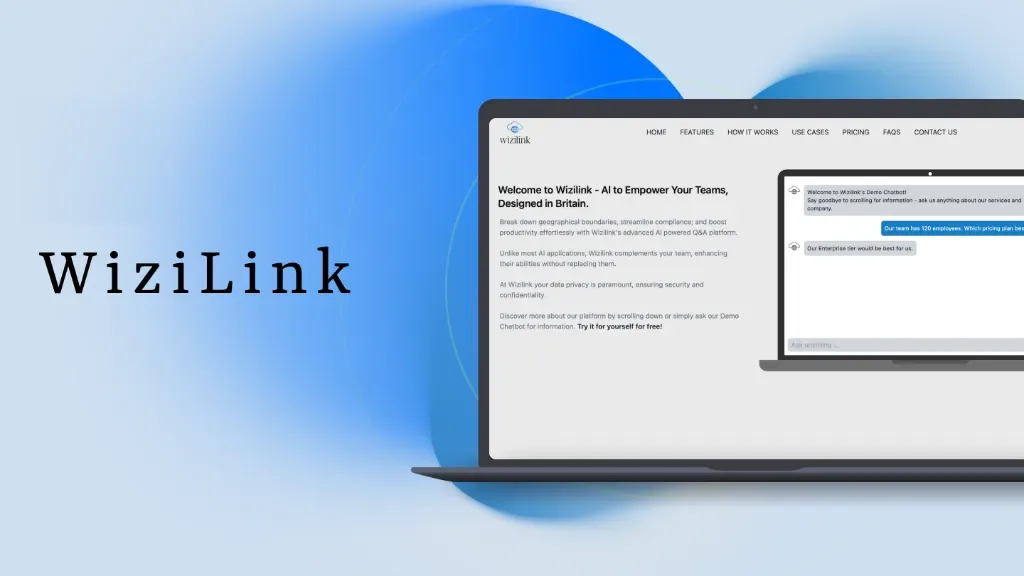 WiziLink
wizilink
HOME FEATURES HOW IT WORKS USE CASES PRICING FAQS CONTACT US
Welcome to Wizilink - AI to Empower Your Teams,
Designed in Britain.
Break down geographical boundaries, streamline compliance; and boost
productivity effortlessly with Wizilink's advanced AI powered Q&A platform.
Unlike most AI applications, Wizilink complements your team, enhancing
their abilities without replacing them.
At Wizilink your data privacy is paramount, ensuring security and
confidentiality
Discover more about our platform by scrolling down or simply ask our Demo
Chatbot for information. Try it for yourself for free!
Welcome to Wizilink's Demo Chatbot!
Say goodbye to scrolling for information - ask us anything about our services and
company.
Our team has 120 employees. Which pricing plan bes
Our Enterprise tier would be best for us.
Ask anything ...